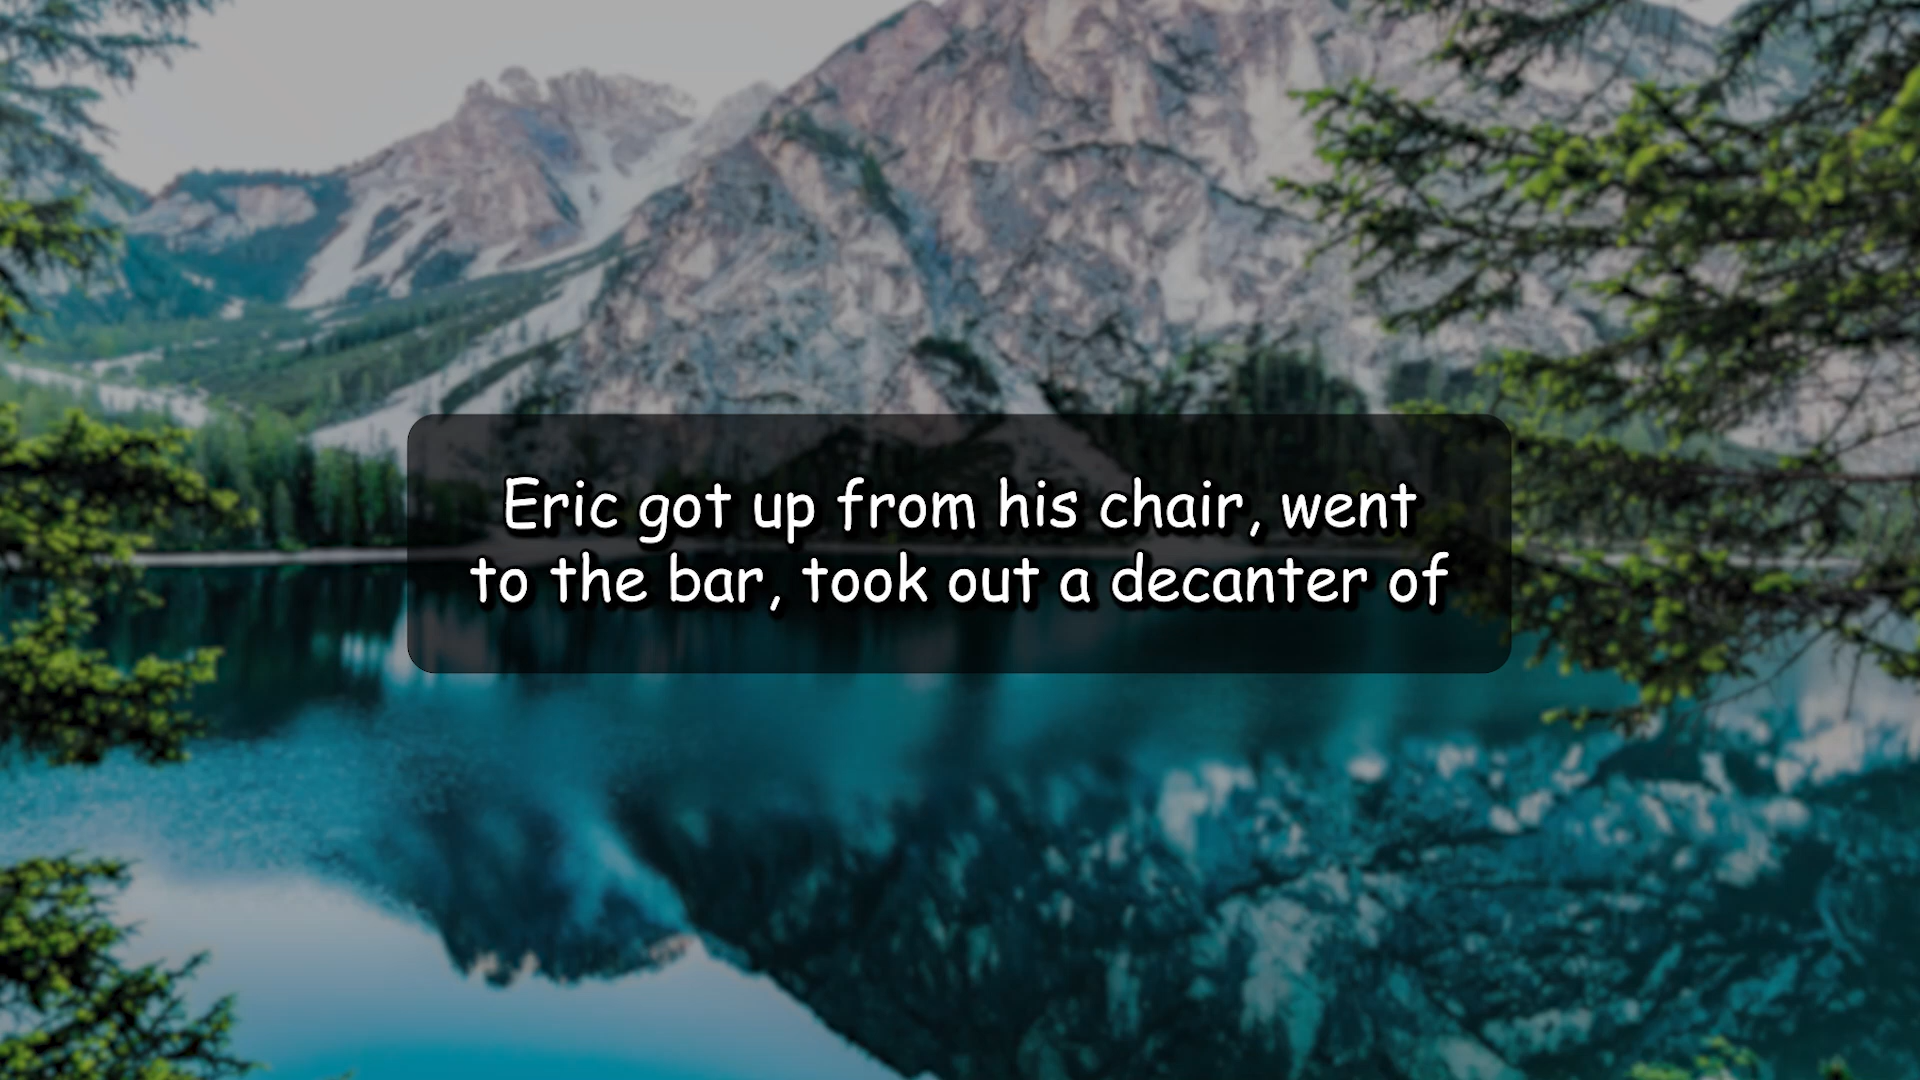 Eric got up from his chair, went
to the bar, took out a decanter of